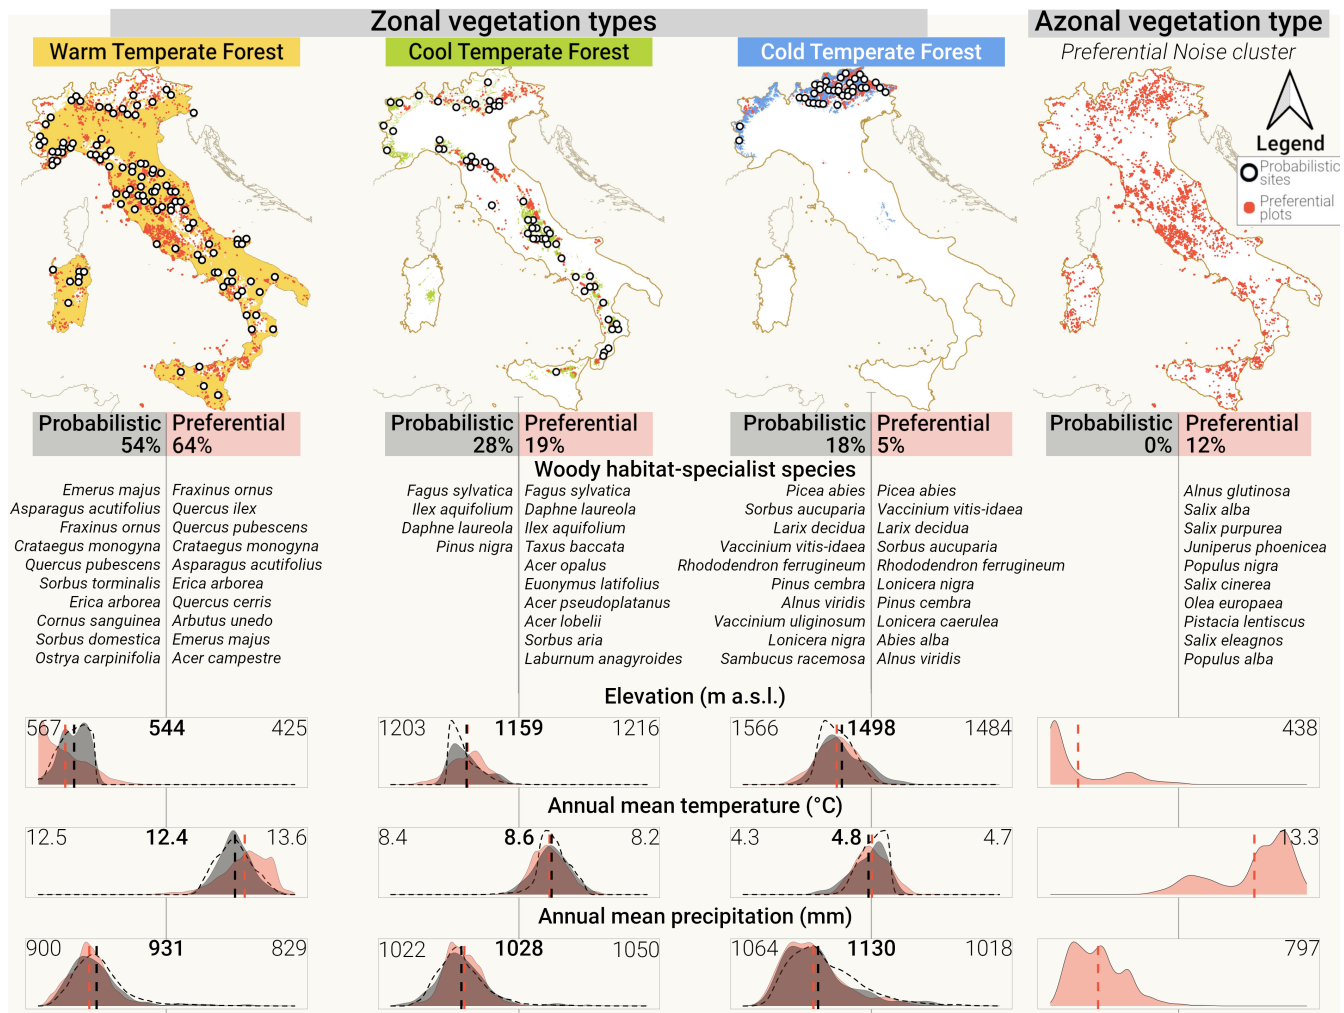 Zonal vegetation types
Azonal vegetation type
Warm Temperate Forest
Cool Temperate Forest
Cold Temperate Forest
Preferential Noise cluster
Legend
Probabilistic
sites
Preferential
plots
Probabilistic
54%
Preferential
64%
Probabilistic
28%
Preferential
19%
Probabilistic
18%
Preferential
5%
Probabilistic
0%
Preferential
12%
Woody habitat-specialist species
Emerus majus
Asparagus acutifolius
Fraxinus ornus
Crataegus monogyna
Quercus pubescens
Sorbus torminalis
Erica arborea
Cornus sanguinea
Sorbus domestica
Ostrya carpinifolia
Fraxinus ornus
Quercus ilex
Quercus pubescens
Crataegus monogyna
Asparagus acutifolius
Erica arborea
Quercus cerris
Arbutus unedo
Emerus majus
Acer campestre
Fagus sylvatica
Ilex aquifolium
Daphne laureola
Pinus nigra
Fagus sylvatica
Daphne laureola
Ilex aquifolium
Taxus baccata
Acer opalus
Euonymus latifolius
Acer pseudoplatanus
Acer lobelii
Sorbus aria
Laburnum anagyroides
Picea abies
Sorbus aucuparia
Larix decidua
Vaccinium vitis-idaea
Rhododendron ferrugineum
Pinus cembra
Alnus viridis
Vaccinium uliginosum
Lonicera nigra
Sambucus racemosa
Picea abies
Vaccinium vitis-idaea
Larix decidua
Sorbus aucuparia
Rhododendron ferrugineum
Lonicera nigra
Pinus cembra
Lonicera caerulea
Abies alba
Alnus viridis
Alnus glutinosa
Salix alba
Salix purpurea
Juniperus phoenicea
Populus nigra
Salix cinerea
Olea europaea
Pistacia lentiscus
Salix eleagnos
Populus alba
Elevation (m a.s.l.)
567 544 425
1203 1159 1216
1566 1498 1484
438
Annual mean temperature (°C)
12.5 12.4 13.6
8.4 8.6 8.2
4.3 4.8 4.7
13.3
Annual mean precipitation (mm)
900 931 829
1022 1028 1050
1064 1130 1018
797